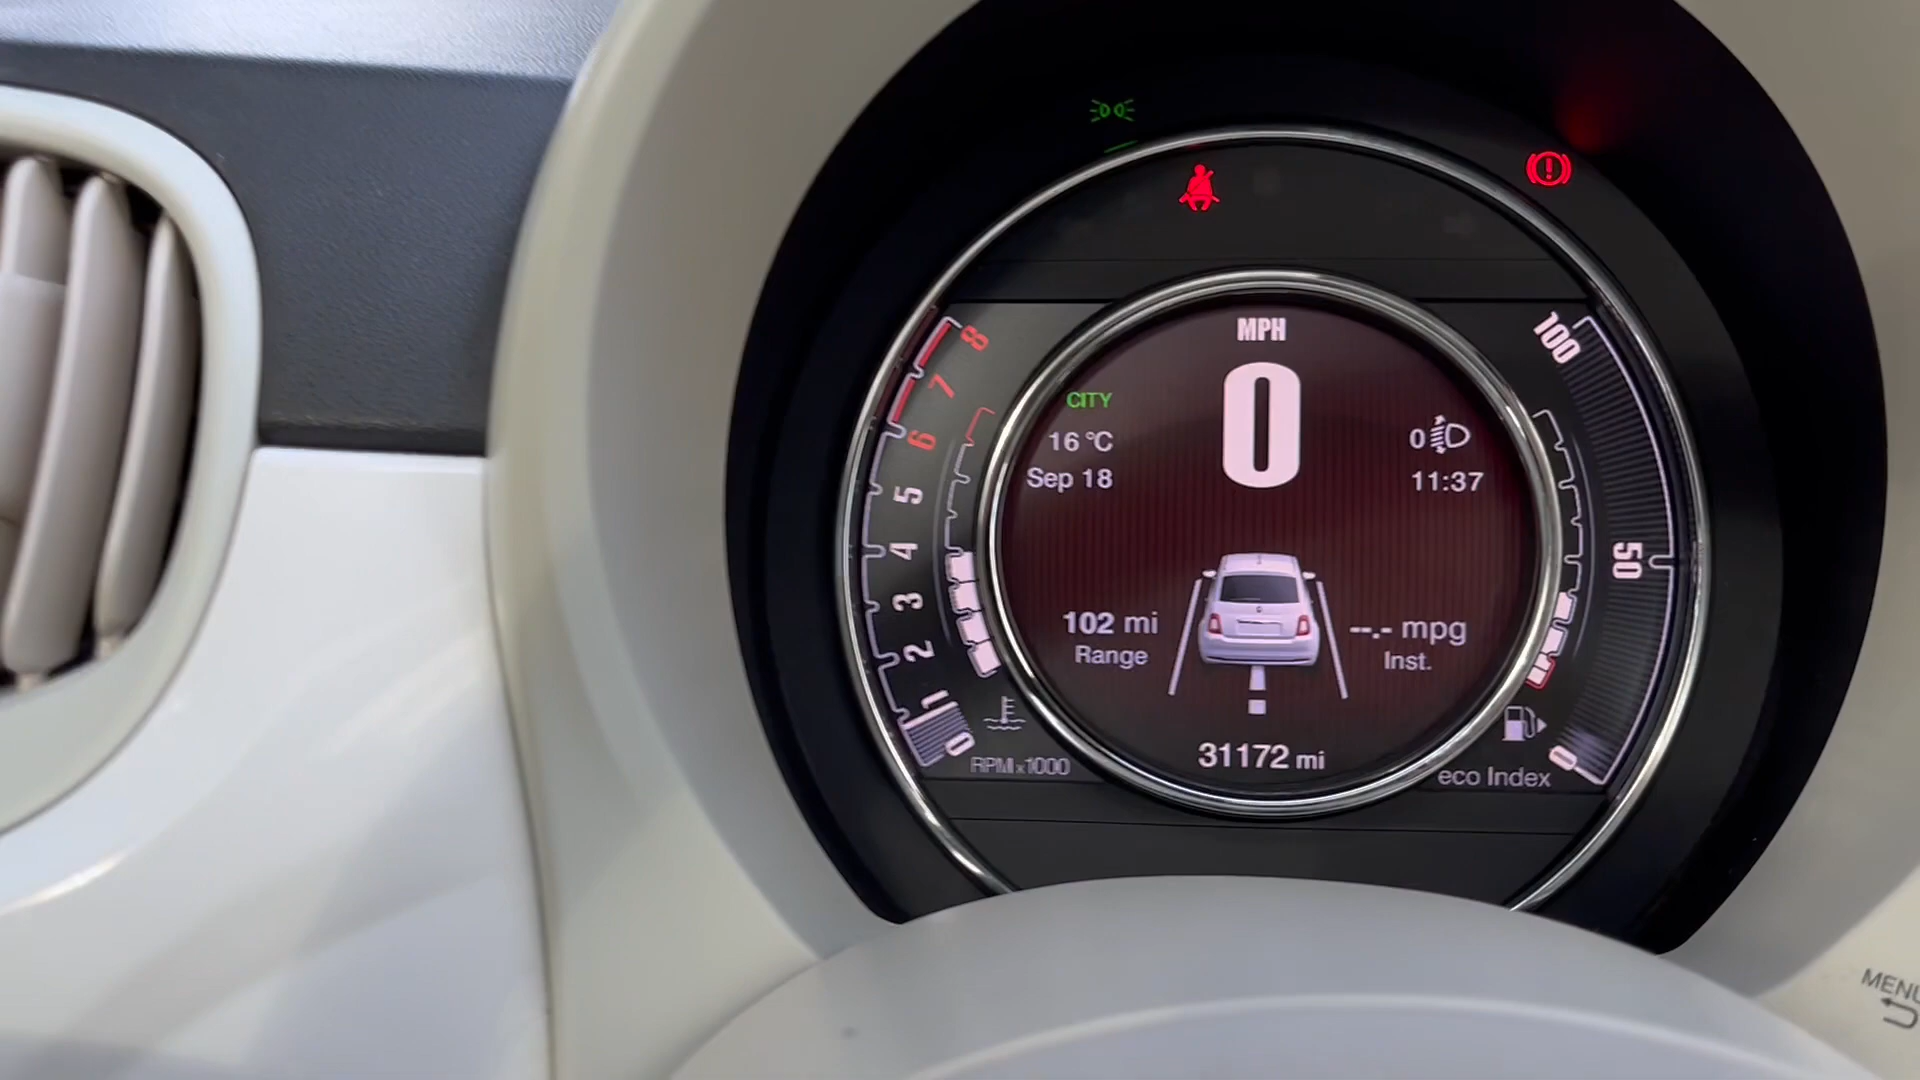 MPH
0
CITY
16 °C
Sep 18
0
11:37
102 mi
Range
--.- mpg
Inst.
31172 mi
8
7
6
5
4
3
2
1
0
RPM x1000
100
50
0
eco Index
MENU